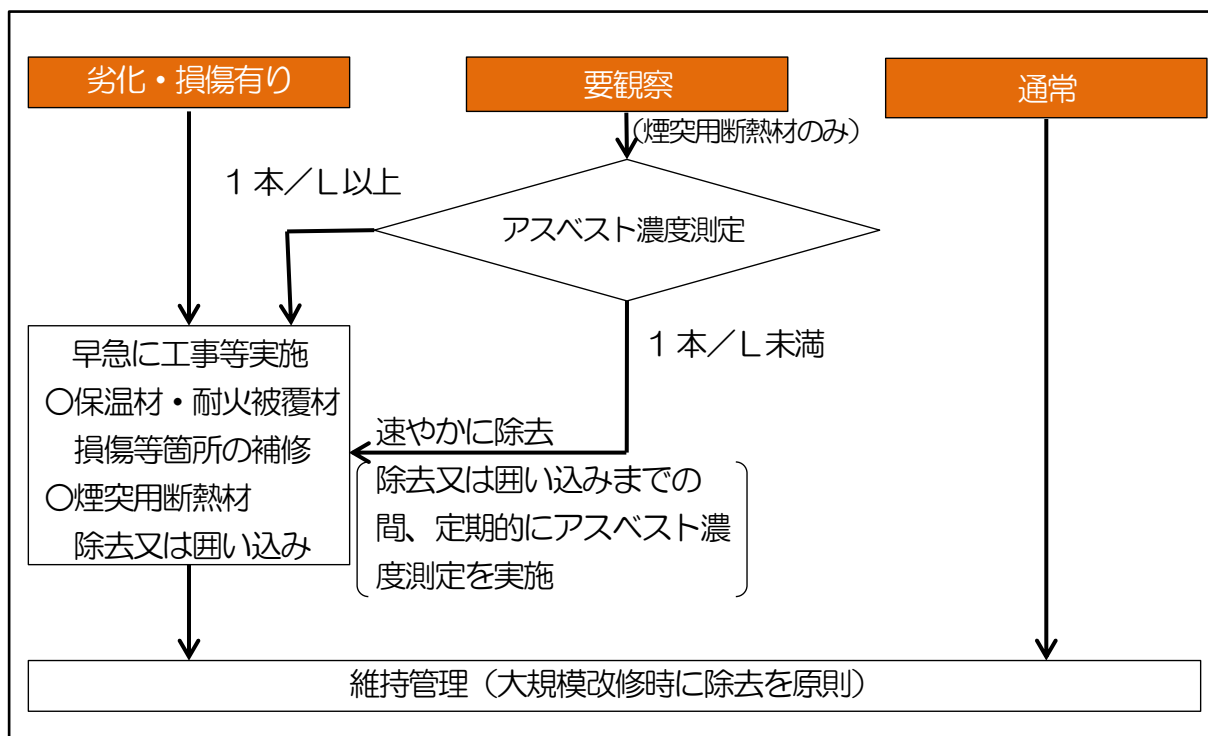 劣化・損傷有り
要観察
通常
（煙突用断熱材のみ）
１本／Ｌ以上
アスベスト濃度測定
１本／Ｌ未満
早急に工事等実施
〇保温材・耐火被覆材
損傷等箇所の補修
〇煙突用断熱材
除去又は囲い込み
速やかに除去
除去又は囲い込みまでの
間、定期的にアスベスト濃
度測定を実施
維持管理（大規模改修時に除去を原則）